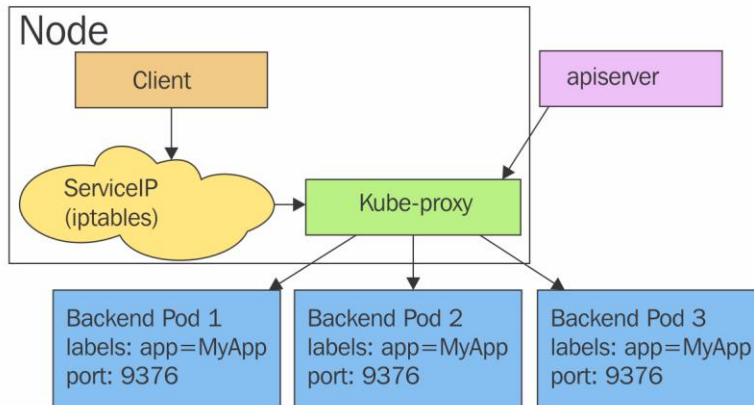 Node
Client
apiserver
ServiceIP
(iptables)
Kube-proxy
Backend Pod 1
labels: app=MyApp
port: 9376
Backend Pod 2
labels: app=MyApp
port: 9376
Backend Pod 3
labels: app=MyApp
port: 9376